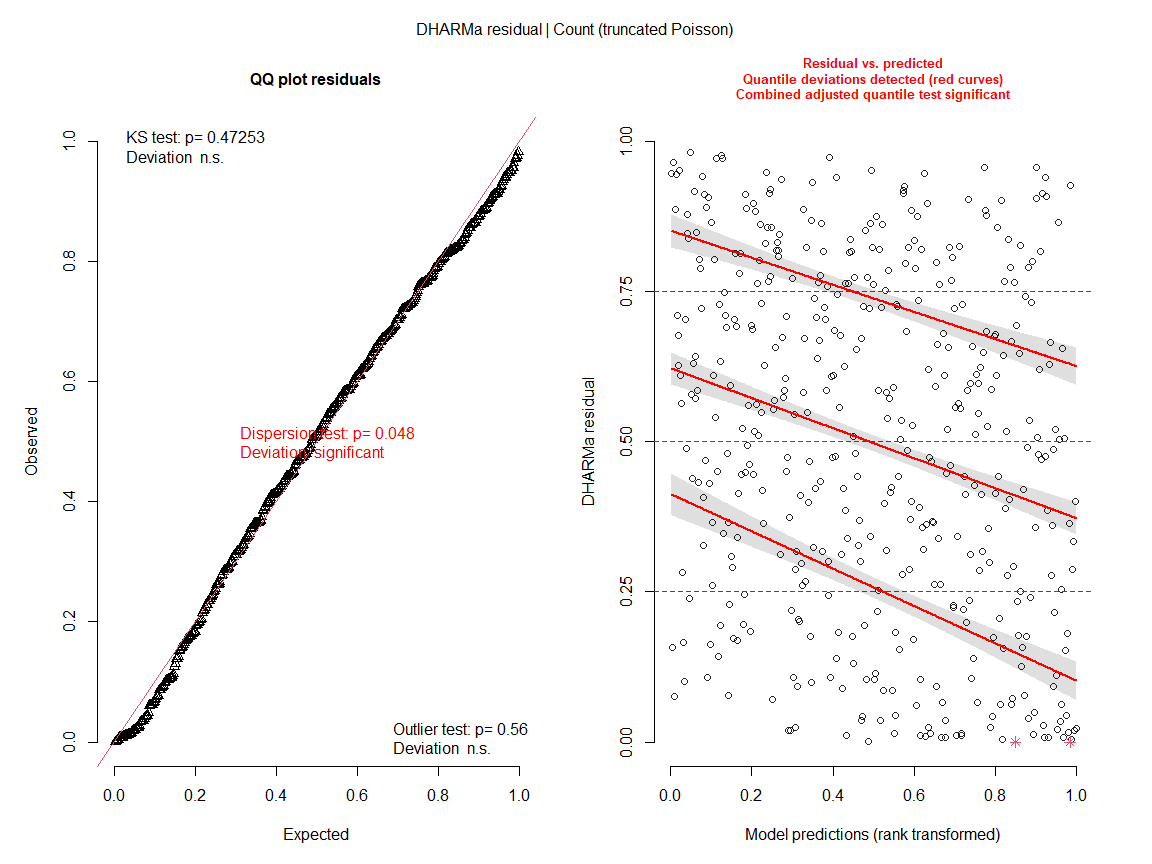 DHARMa residual | Count (truncated Poisson)
QQ plot residuals
KS test: p= 0.47253
Deviation n.s.
Dispersion test: p= 0.048
Deviation significant
Outlier test: p= 0.56
Deviation n.s.
Observed
1.0
0.8
0.6
0.4
0.2
0.0
0.0 0.2 0.4 0.6 0.8 1.0
Expected
Residual vs. predicted
Quantile deviations detected (red curves)
Combined adjusted quantile test significant
DHARMa residual
1.00
0.75
0.50
0.25
0.00
0.0 0.2 0.4 0.6 0.8 1.0
Model predictions (rank transformed)